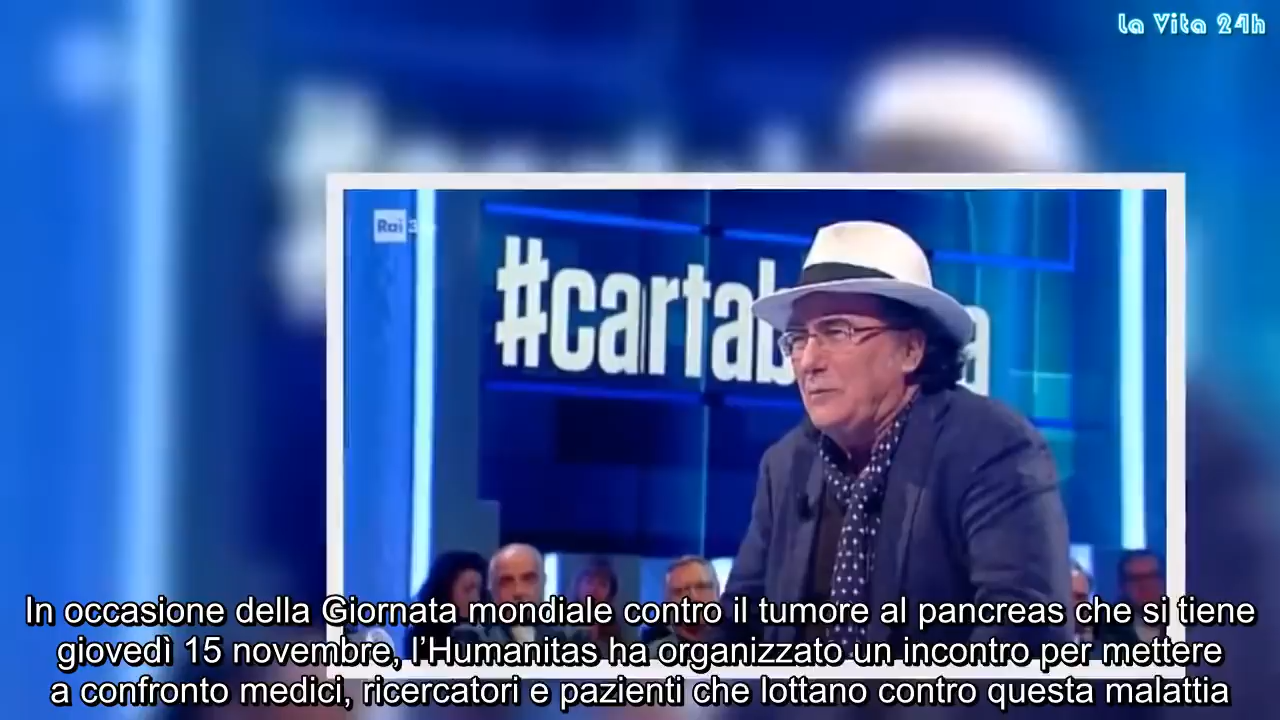 La Vita 24h
Rai 3
#cartab a
In occasione della Giornata mondiale contro il tumore al pancreas che si tiene
giovedì 15 novembre, l’Humanitas ha organizzato un incontro per mettere
a confronto medici, ricercatori e pazienti che lottano contro questa malattia